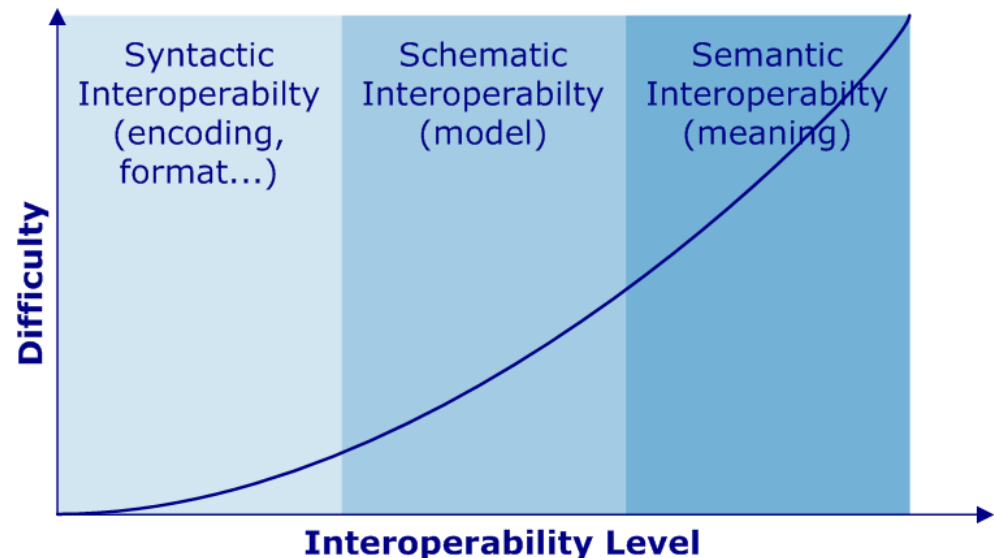 Syntactic
Interoperabilty
(encoding,
format...)
Schematic
Interoperabilty
(model)
Semantic
Interoperabilty
(meaning)
Difficulty
Interoperability Level